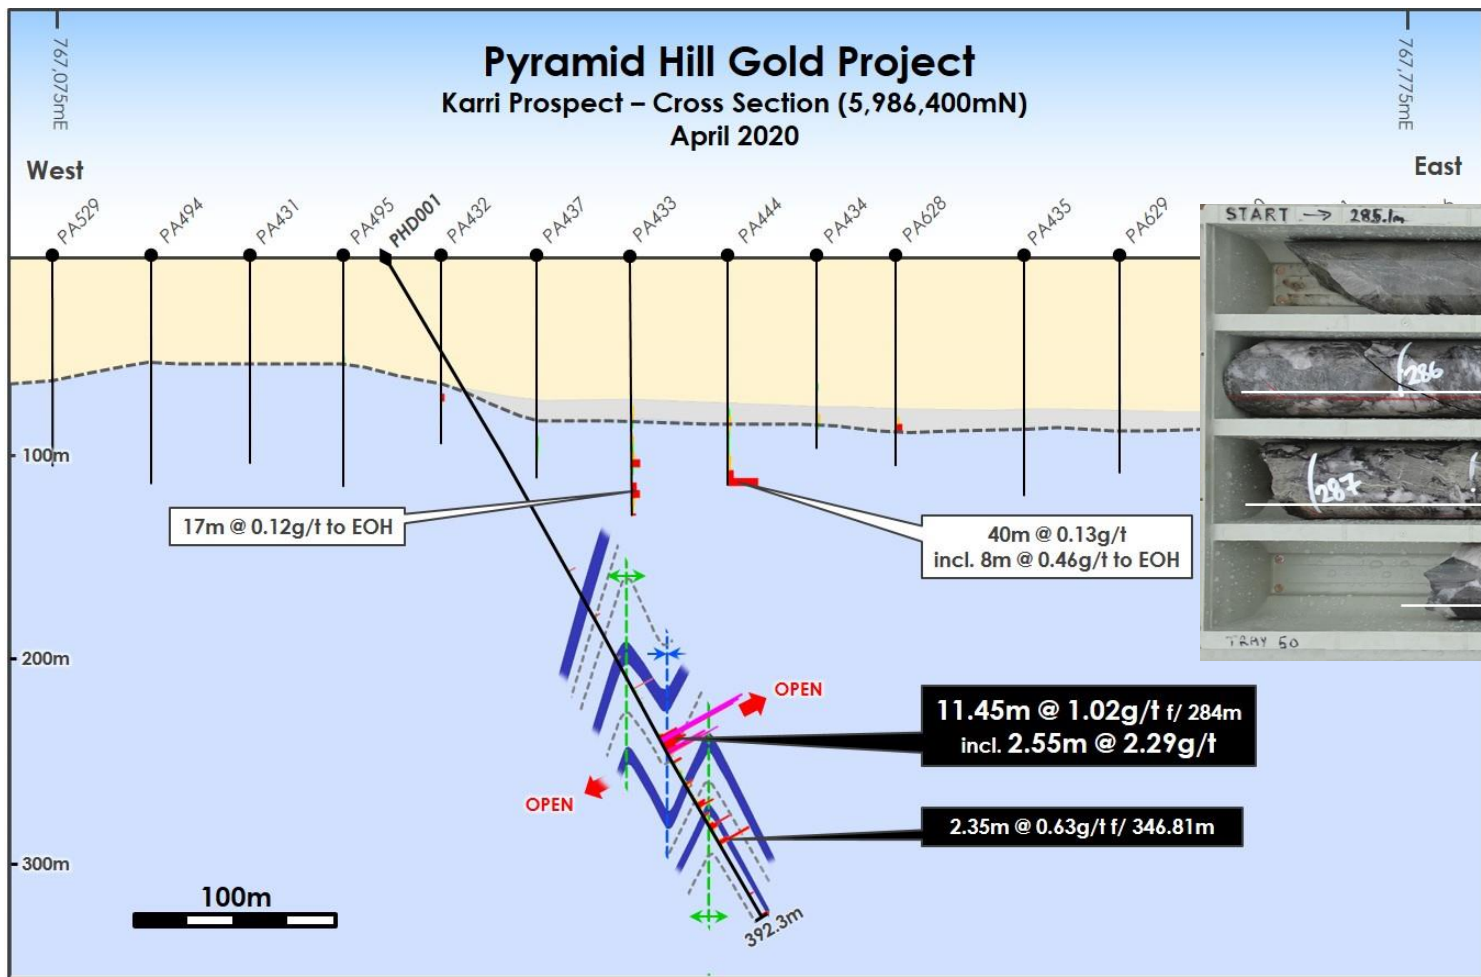 Pyramid Hill Gold Project
Karri Prospect – Cross Section (5,986,400mN)
April 2020
767,075mE
767,775mE
West
East
PA529
PA494
PA431
PA495
PHD001
PA432
PA437
PA433
PA444
PA434
PA628
PA435
PA629
START → 285.1m
286
287
TRAY 50
100m
17m @ 0.12g/t to EOH
40m @ 0.13g/t
incl. 8m @ 0.46g/t to EOH
200m
OPEN
11.45m @ 1.02g/t f/ 284m
incl. 2.55m @ 2.29g/t
OPEN
2.35m @ 0.63g/t f/ 346.81m
300m
100m
392.3m